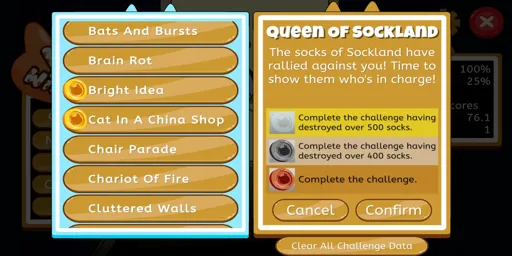 Bats And Bursts
Brain Rot
Bright Idea
Cat In A China Shop
Chair Parade
Chariot Of Fire
Cluttered Walls
Queen of Sockland
The socks of Sockland have
rallied against you! Time to
show them who's in charge!
Complete the challenge having
destroyed over 500 socks.
Complete the challenge having
destroyed over 400 socks.
Complete the challenge.
Cancel
Confirm
Clear All Challenge Data
100%
25%
cores
76.1
1